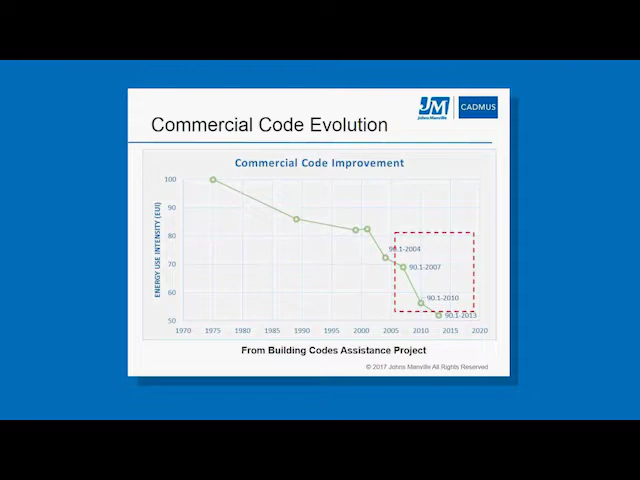 JM
Johns Manville
CADMUS
Commercial Code Evolution
Commercial Code Improvement
ENERGY USE INTENSITY (EUI)
100
90
80
70
60
50
90.1-2004
90.1-2007
90.1-2010
90.1-2013
1970 1975 1980 1985 1990 1995 2000 2005 2010 2015 2020
From Building Codes Assistance Project
© 2017 Johns Manville All Rights Reserved